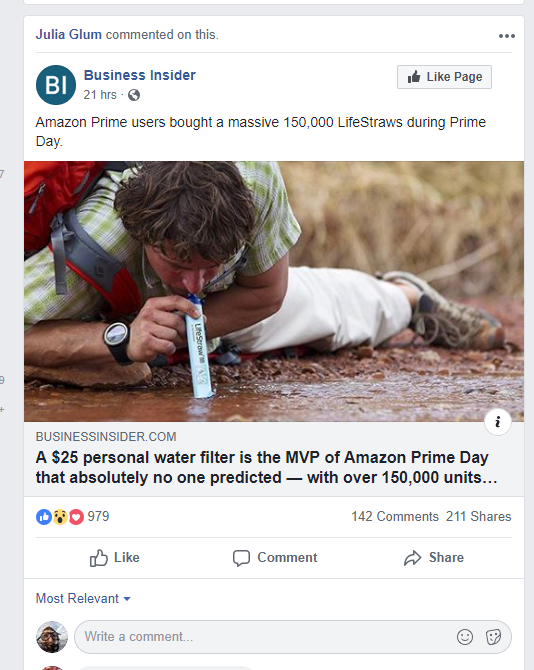 Julia Glum commented on this.
BI
Business Insider
Like Page
21 hrs ·
Amazon Prime users bought a massive 150,000 LifeStraws during Prime
Day.
LifeStraw
i
BUSINESSINSIDER.COM
A $25 personal water filter is the MVP of Amazon Prime Day
that absolutely no one predicted — with over 150,000 units...
979
142 Comments 211 Shares
Like Comment Share
Most Relevant
Write a comment...